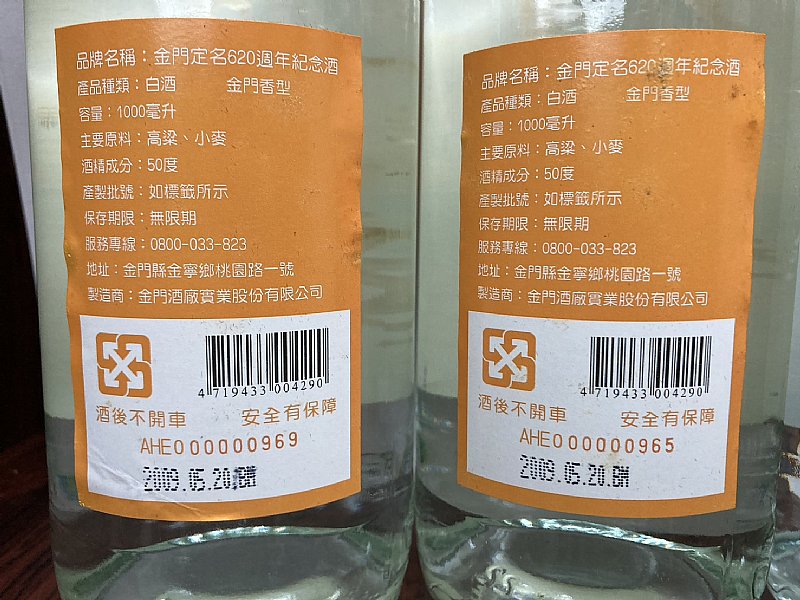 品牌名稱：金門定名620週年紀念酒
產品種類：白酒 金門香型
容量：1000毫升
主要原料：高梁、小麥
酒精成分：50度
產製批號：如標籤所示
保存期限：無限期
服務專線：0800-033-823
地址：金門縣金寧鄉桃園路一號
製造商：金門酒廠實業股份有限公司
4 719433 004290
酒後不開車 安全有保障
AHE000000969
2009.05.20.
品牌名稱：金門定名620週年紀念酒
產品種類：白酒 金門香型
容量：1000毫升
主要原料：高梁、小麥
酒精成分：50度
產製批號：如標籤所示
保存期限：無限期
服務專線：0800-033-823
地址：金門縣金寧鄉桃園路一號
製造商：金門酒廠實業股份有限公司
4 719433 004290
酒後不開車 安全有保障
AHE000000965
2009.05.20.